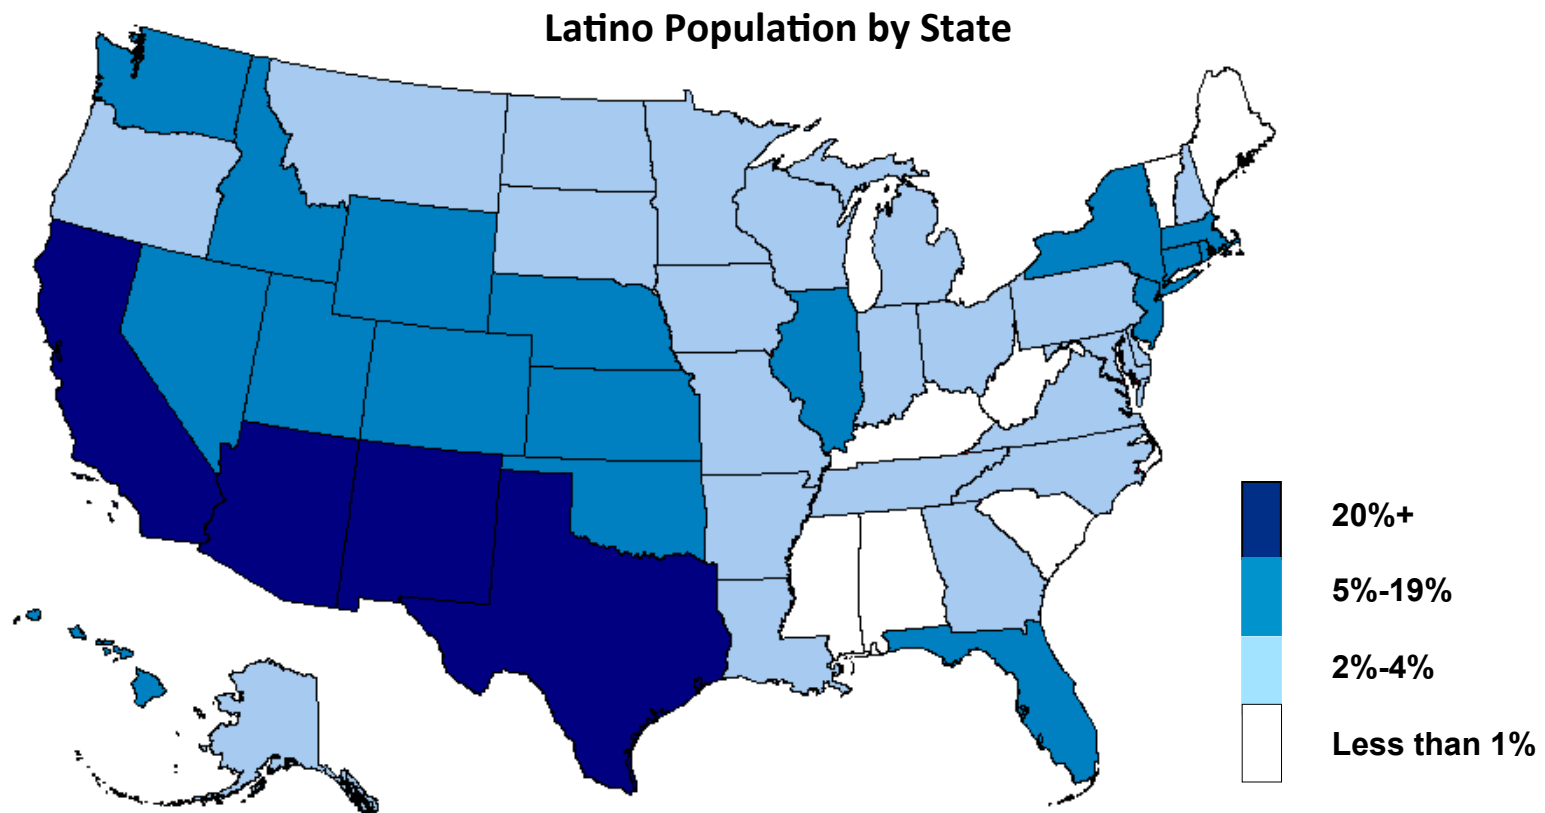 Latino Population by State
20%+
5%-19%
2%-4%
Less than 1%